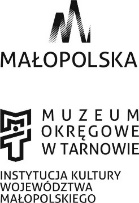 MAŁOPOLSKA
MUZEUM
OKRĘGOWE
W TARNOWIE
INSTYTUCJA KULTURY
WOJEWÓDZTWA
MAŁOPOLSKIEGO